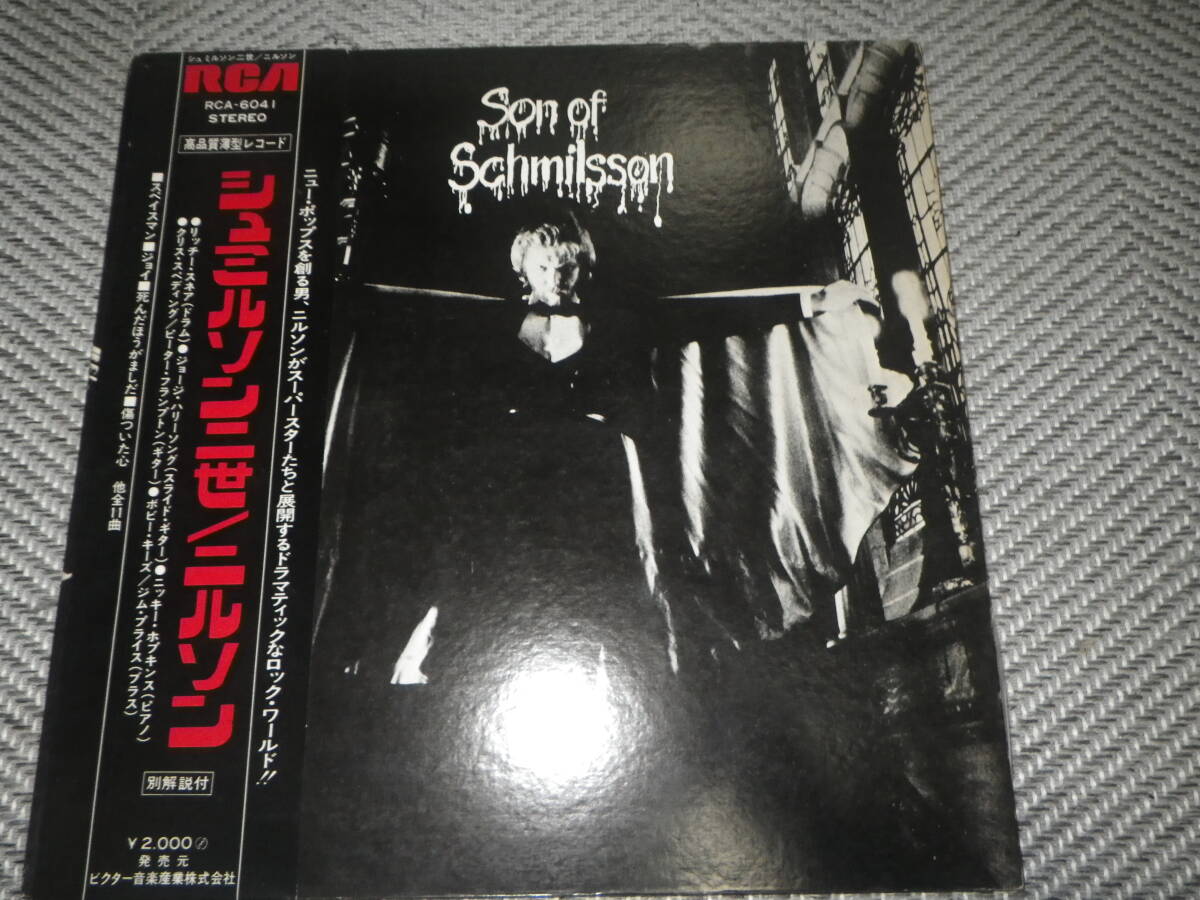 シュミルソン二世/ニルソン
RCA
RCA-6041
STEREO
高品質薄型レコード
ニュー・ポップスを創る男、ニルソンがスーパースターたちと展開するドラマティックなロック・ワールド!!
シュミルソン二世/ニルソン
●リッチー・スネア(ドラム)●ジョージ・ハリーソング(スライド・ギター)●ニッキー・ホプキンス(ピアノ)
●クリス・スペディング/ピーター・フランプトン(ギター)●ボビー・キーズ/ジム・プライス(ブラス)
■スペイスマン■ジョイ■死んだほうがましだ■傷ついた心 他全11曲
別解説付
¥2.000
発売元
ビクター音楽産業株式会社
Son of
Schmilsson